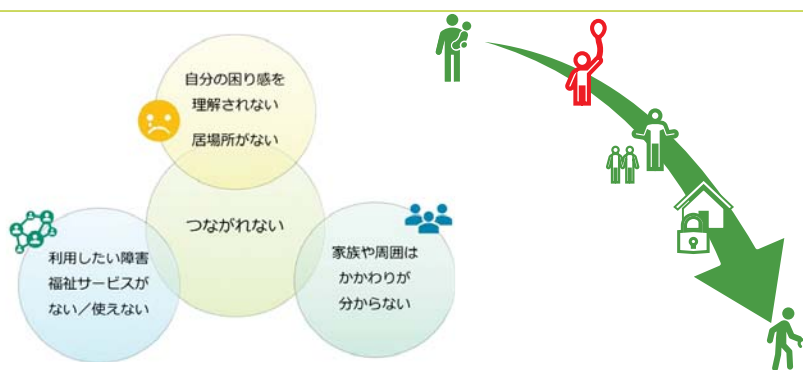 自分の困り感を
理解されない
居場所がない
つながれない
利用したい障害
福祉サービスが
ない／使えない
家族や周囲は
かかわりが
分からない